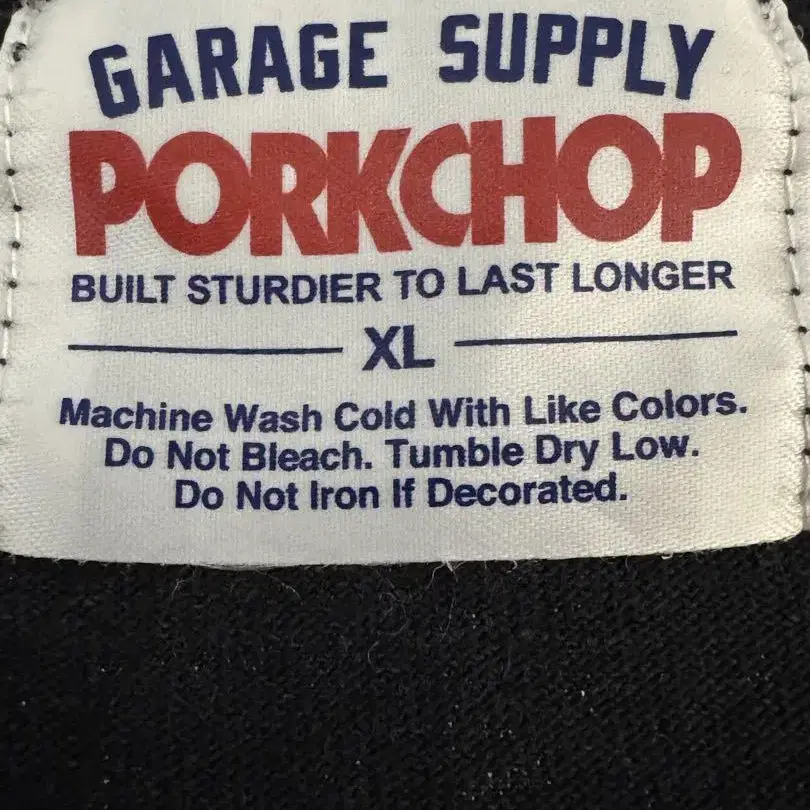 GARAGE SUPPLY
PORKCHOP
BUILT STURDIER TO LAST LONGER
XL
Machine Wash Cold With Like Colors.
Do Not Bleach. Tumble Dry Low.
Do Not Iron If Decorated.